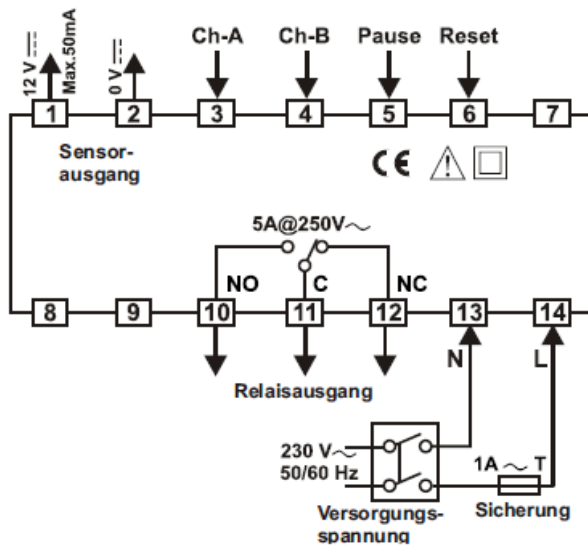 12 V
Max.50mA
0 V
Ch-A
Ch-B
Pause
Reset
1
2
3
4
5
6
7
Sensor-
ausgang
CE
5A@250V~
NO
C
NC
8
9
10
11
12
13
14
Relaisausgang
N
L
230 V~
50/60 Hz
1A ~ T
Versorgungs-
spannung
Sicherung